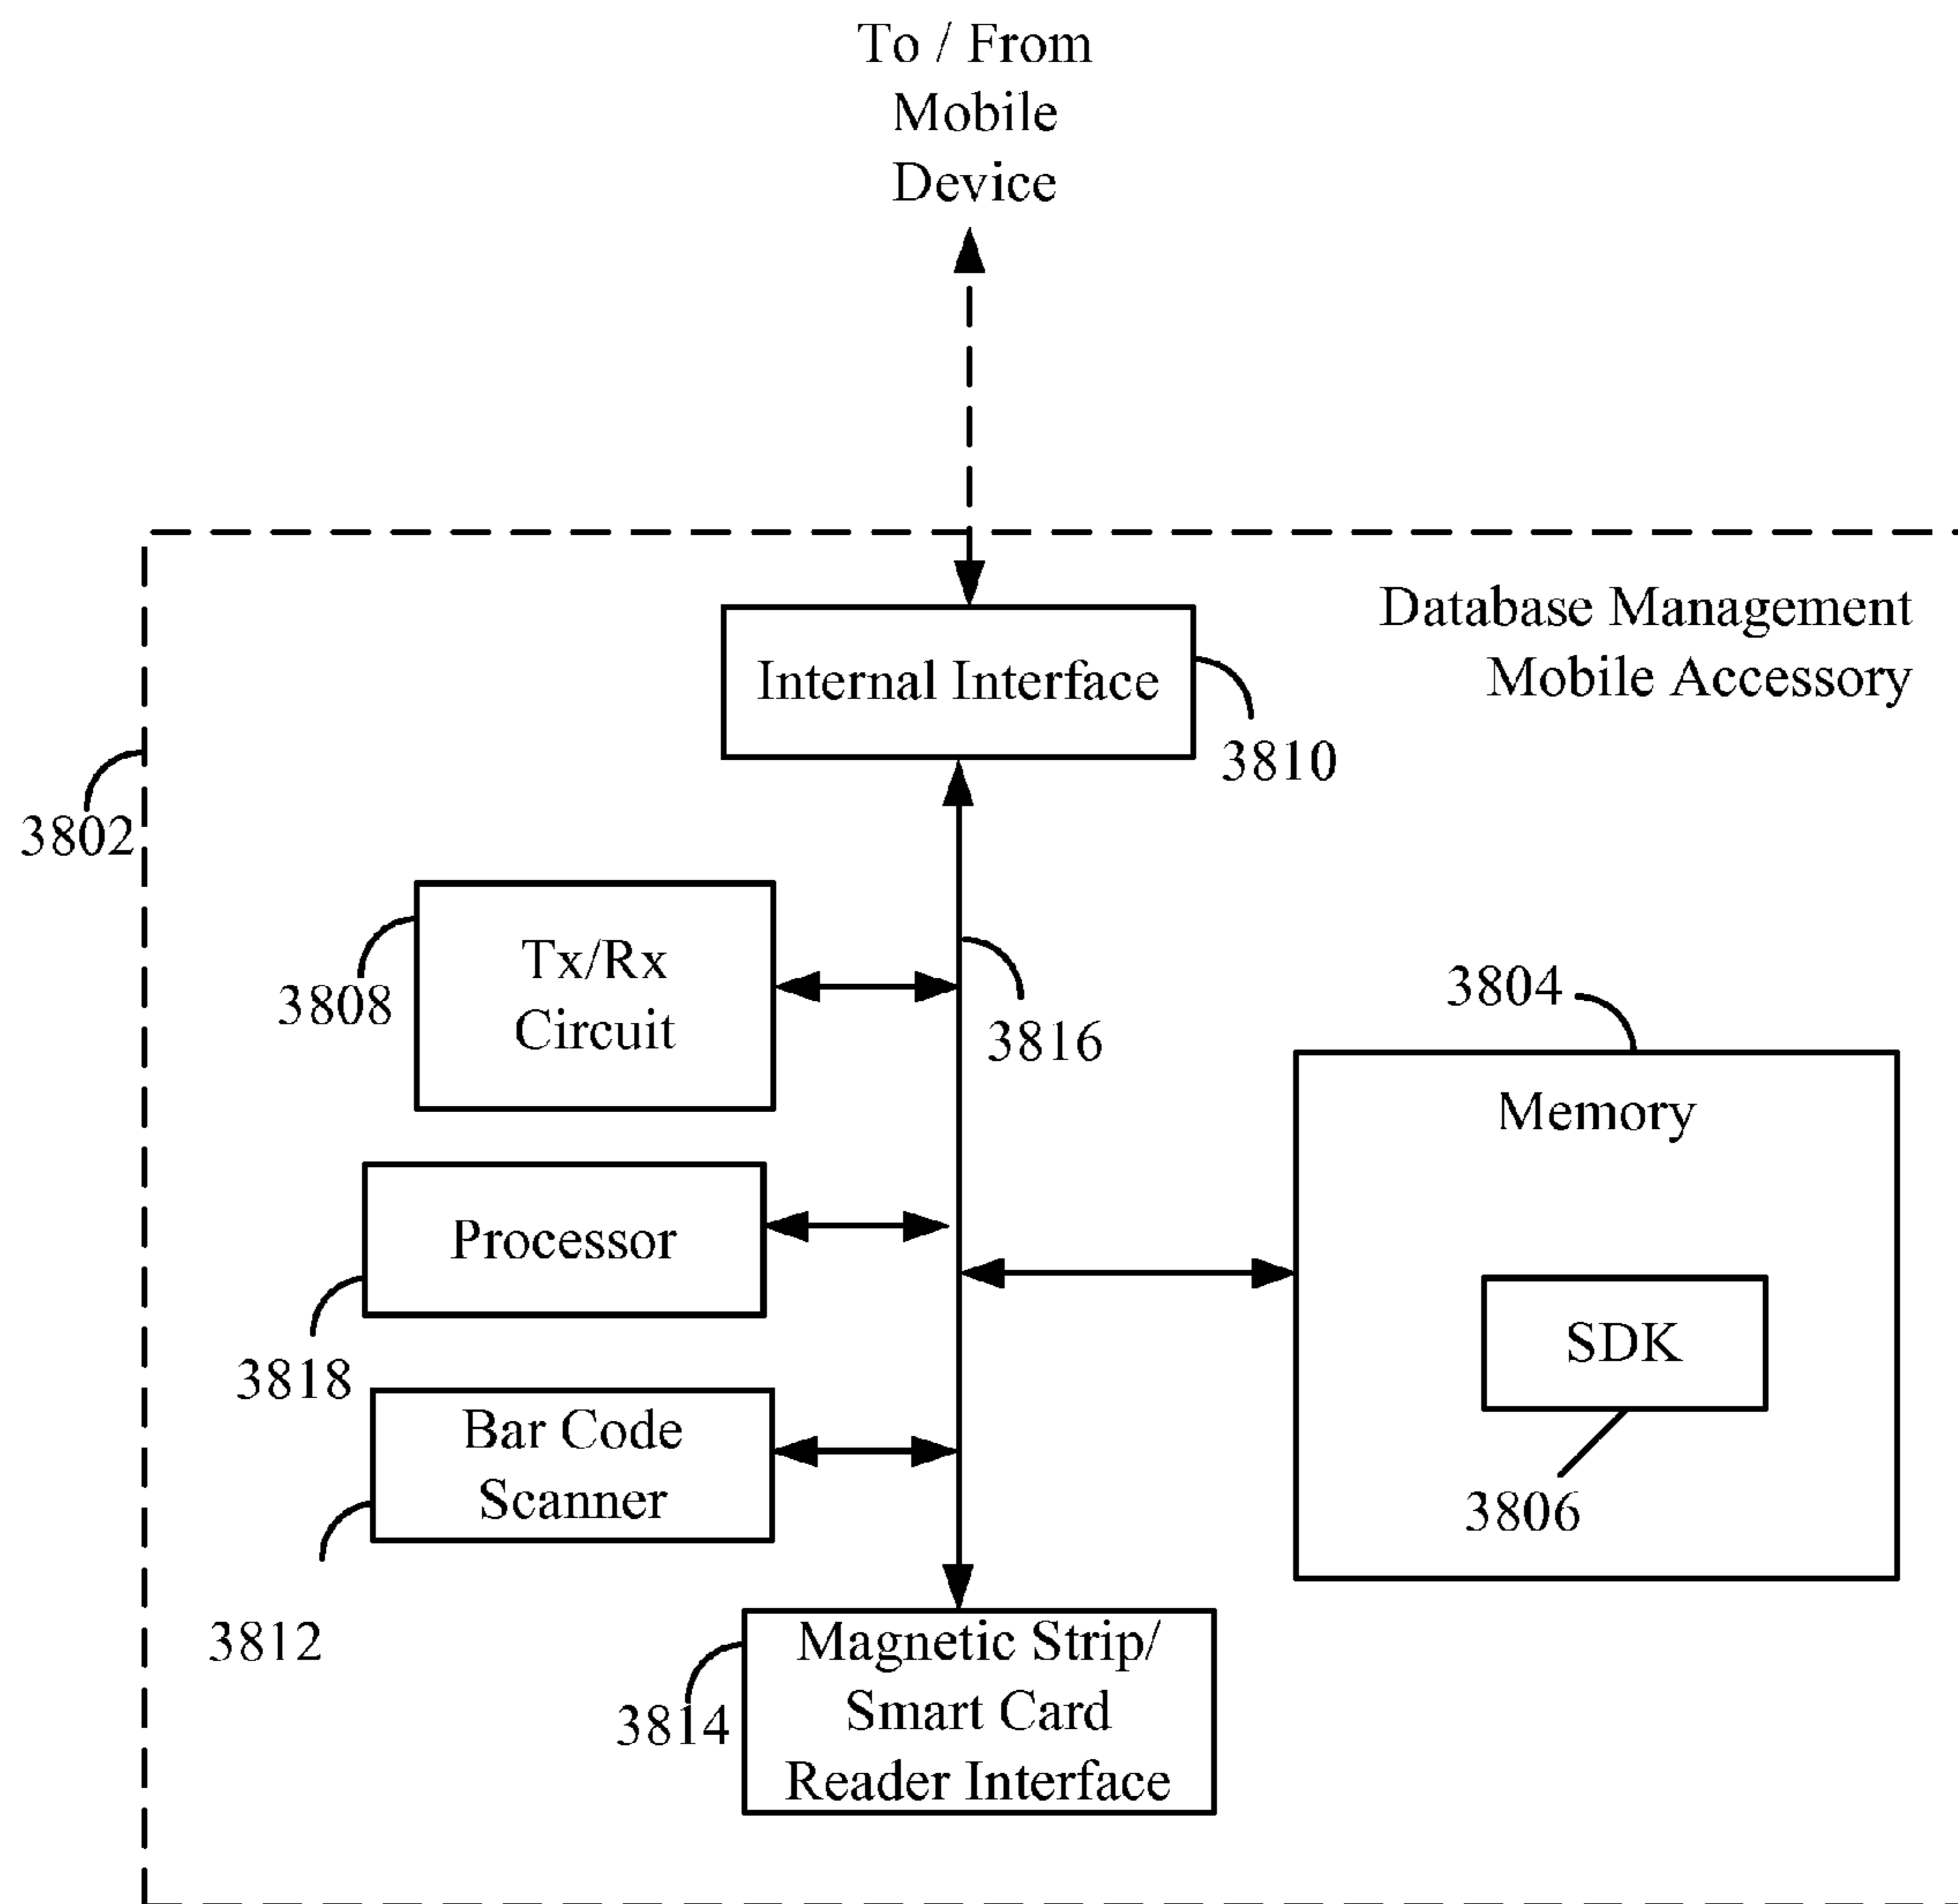 To / From
Mobile
Device
Database Management
Mobile Accessory
Internal Interface
3810
3802
Tx/Rx
Circuit
3808
3816
3804
Memory
Processor
3818
SDK
3806
Bar Code
Scanner
3812
Magnetic Strip/
Smart Card
Reader Interface
3814